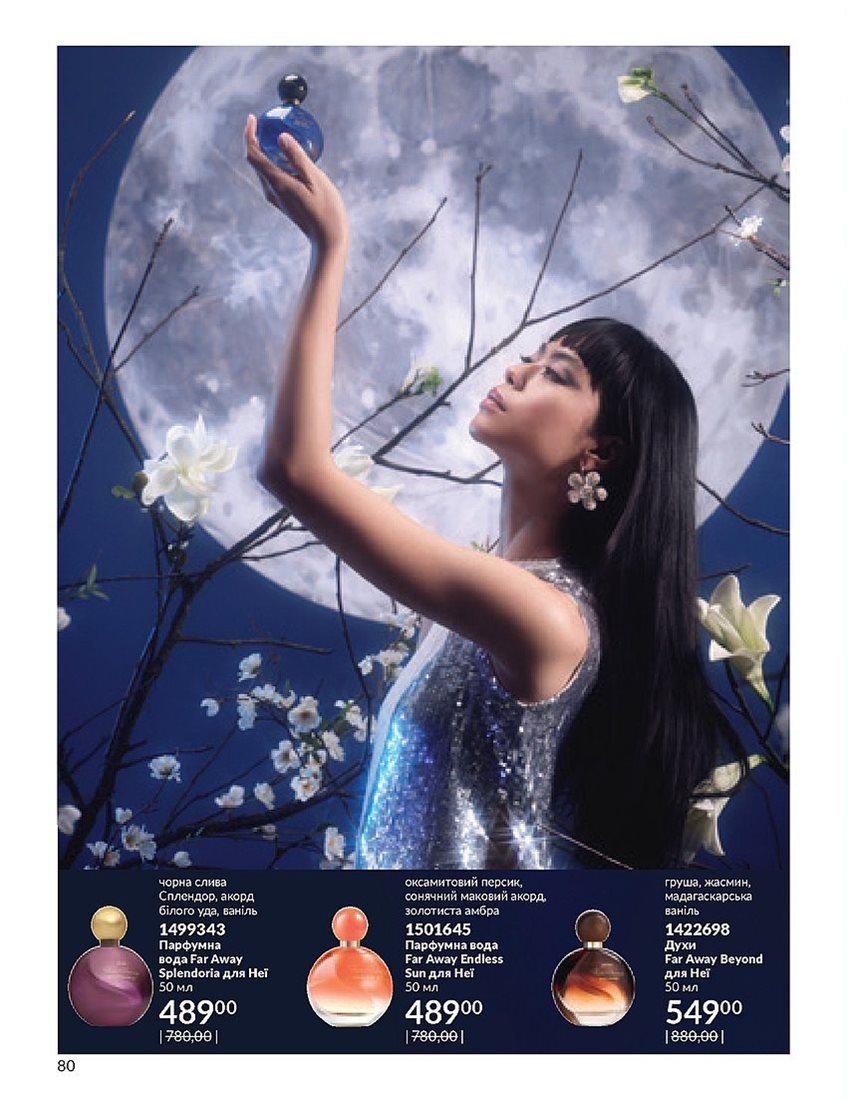 чорна слива
Сплендор, акорд
білого уда, ваніль
1499343
Парфумна
вода Far Away
Splendoria для Неї
50 мл
489⁰⁰
|780,00|
оксамитовий персик,
сонячний маковий акорд,
золотиста амбра
1501645
Парфумна вода
Far Away Endless
Sun для Неї
50 мл
489⁰⁰
|780,00|
груша, жасмин,
мадагаскарська
ваніль
1422698
Духи
Far Away Beyond
для Неї
50 мл
549⁰⁰
|880,00|
80